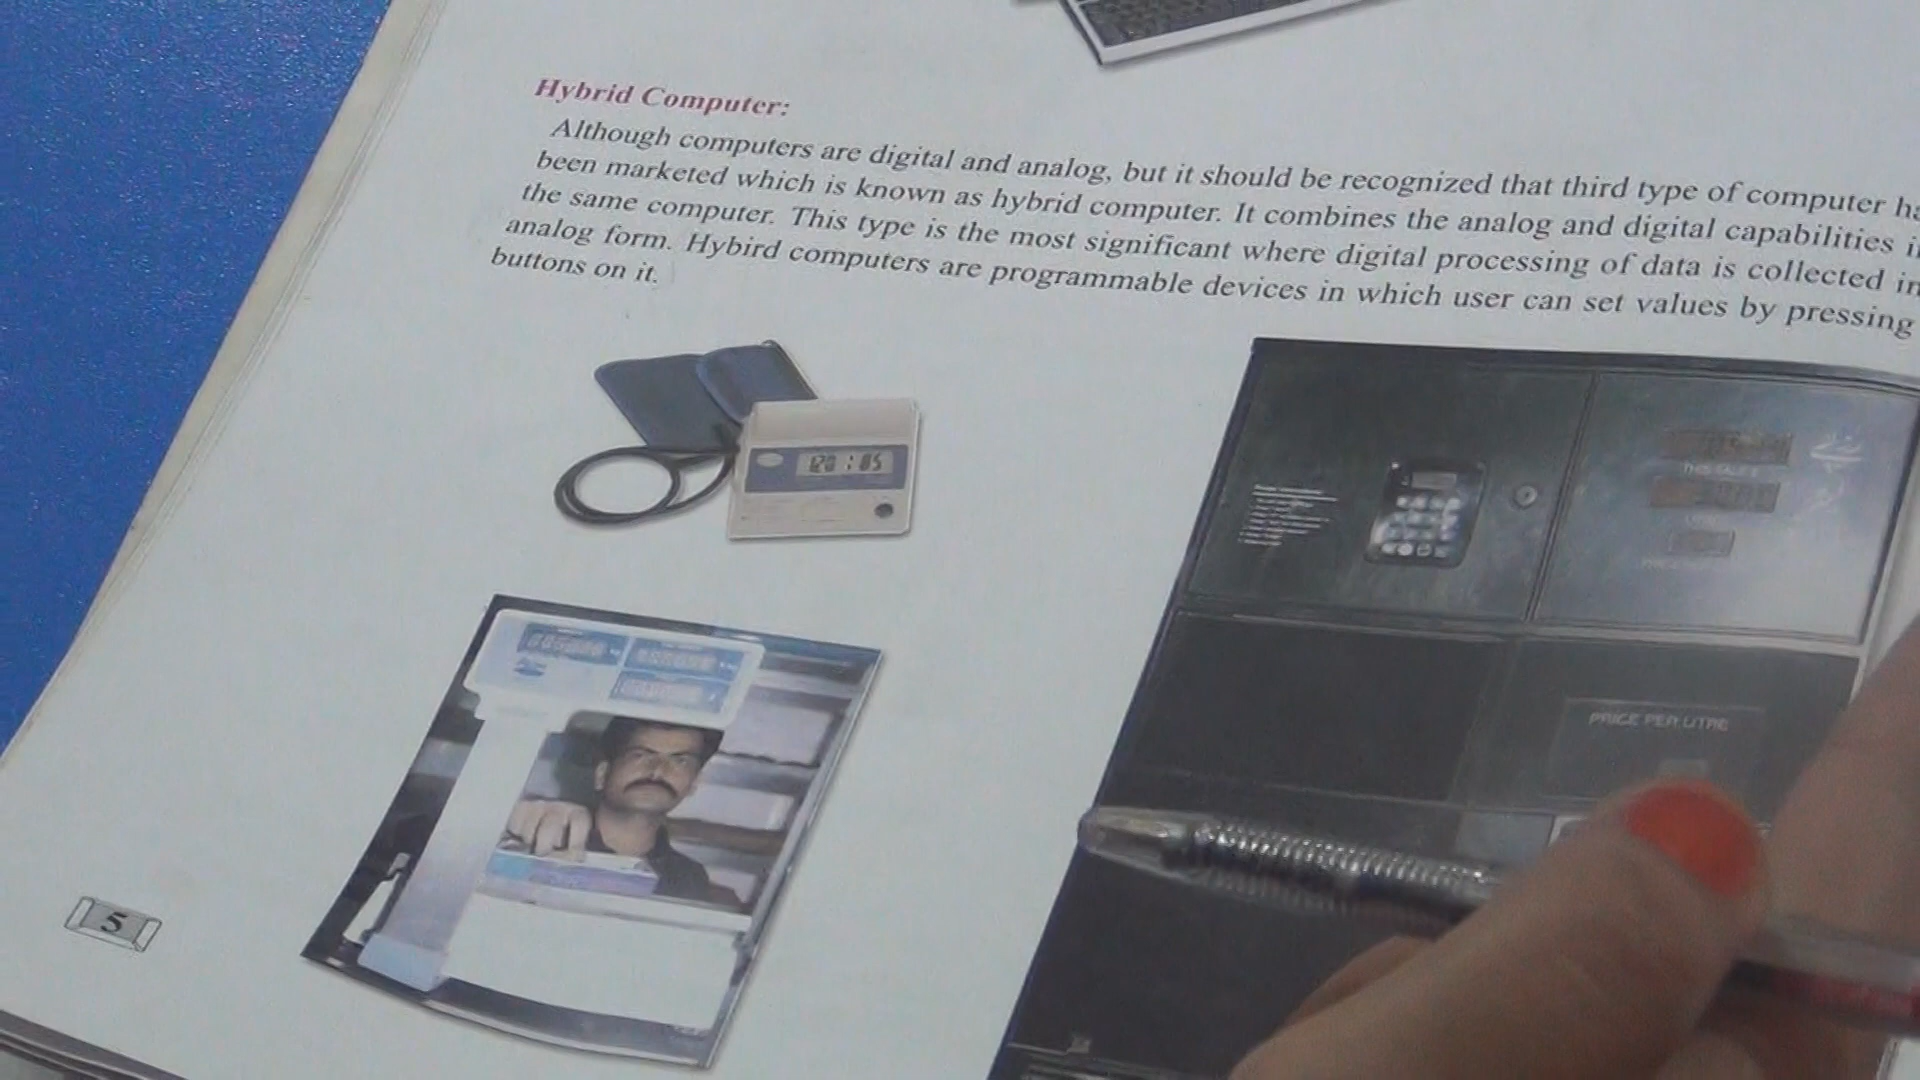 Hybrid Computer:
Although computers are digital and analog, but it should be recognized that third type of computer ha
been marketed which is known as hybrid computer. It combines the analog and digital capabilities i
the same computer. This type is the most significant where digital processing of data is collected in
analog form. Hybird computers are programmable devices in which user can set values by pressing
buttons on it.
120 : 85
THIS SALE
PRICE PER LITRE
5